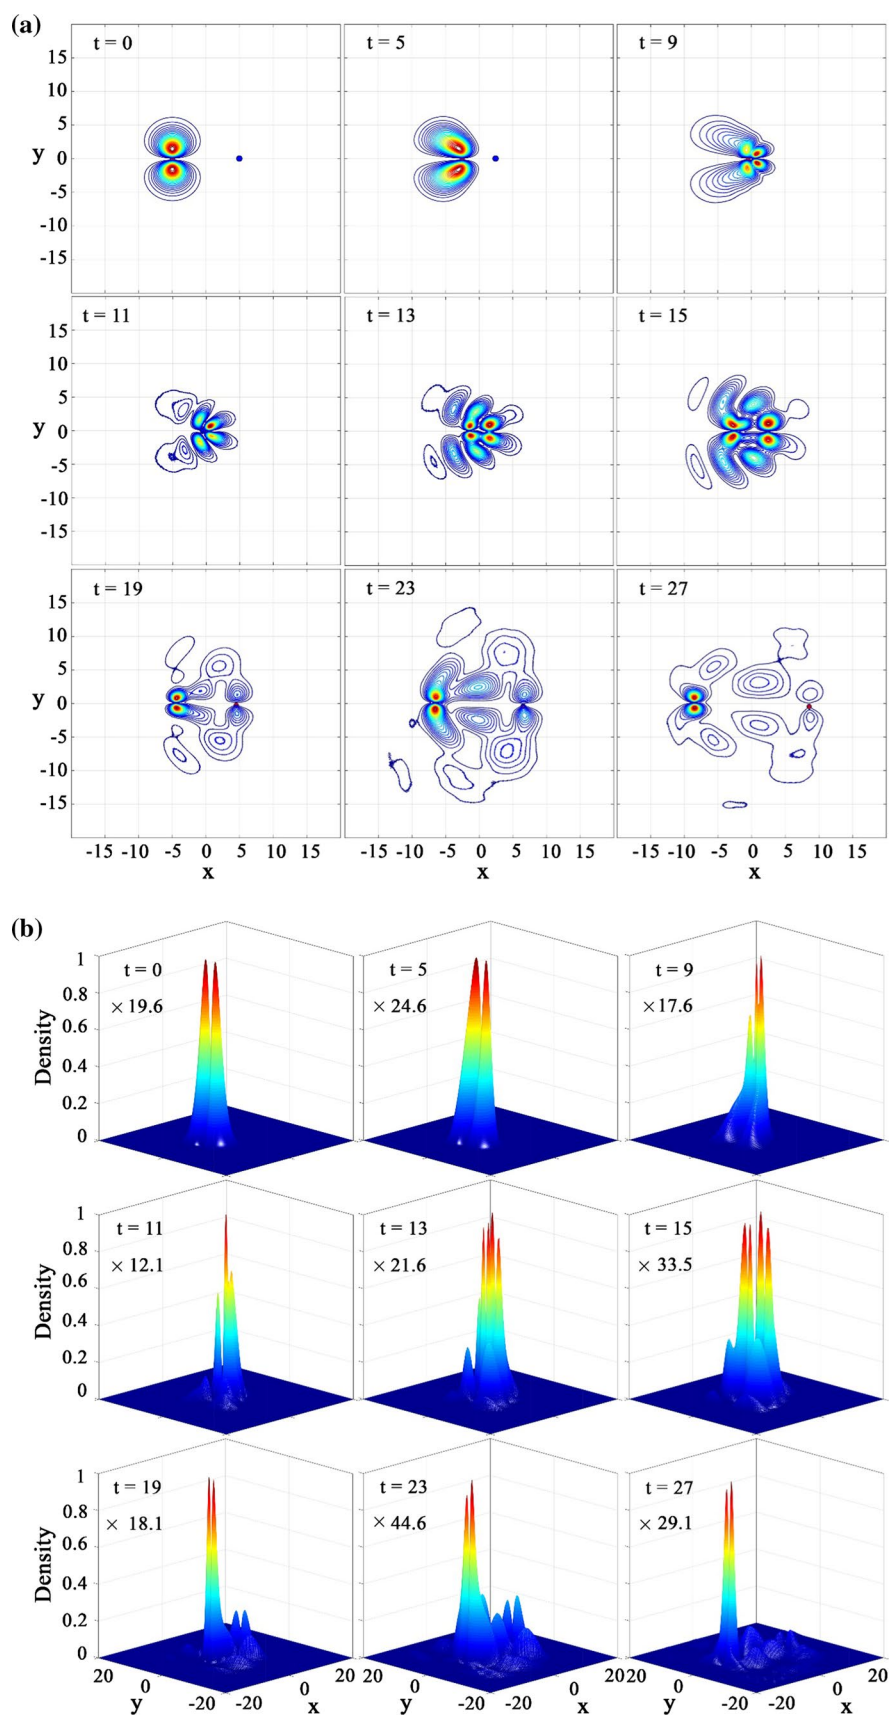 (a)
t = 0 t = 5 t = 9
15
10
5
y 0
-5
-10
-15
t = 11 t = 13 t = 15
15
10
5
y 0
-5
-10
-15
t = 19 t = 23 t = 27
15
10
5
y 0
-5
-10
-15
-15 -10 -5 0 5 10 15 -15 -10 -5 0 5 10 15 -15 -10 -5 0 5 10 15
x x x
(b)
1 t = 0 t = 5 t = 9
0.8 × 19.6 × 24.6 × 17.6
0.6
Density
0.4
0.2
0
1 t = 11 t = 13 t = 15
0.8 × 12.1 × 21.6 × 33.5
0.6
Density
0.4
0.2
0
1 t = 19 t = 23 t = 27
0.8 × 18.1 × 44.6 × 29.1
0.6
Density
0.4
0.2
0
20 0 -20 -20 0 20 20 0 -20 -20 0 20 20 0 -20 -20 0 20
y x y x y x